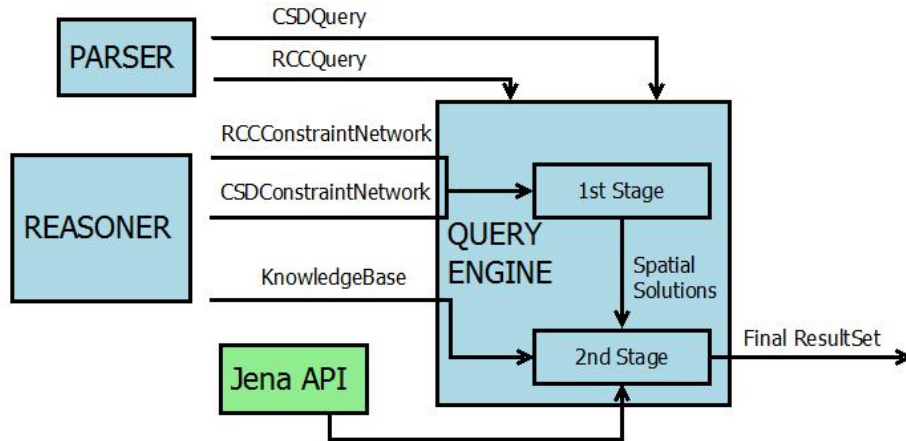 CSDQuery
PARSER
RCCQuery
RCCConstraintNetwork
CSDConstraintNetwork
1st Stage
REASONER
QUERY
ENGINE
KnowledgeBase
Spatial
Solutions
Final ResultSet
2nd Stage
Jena API